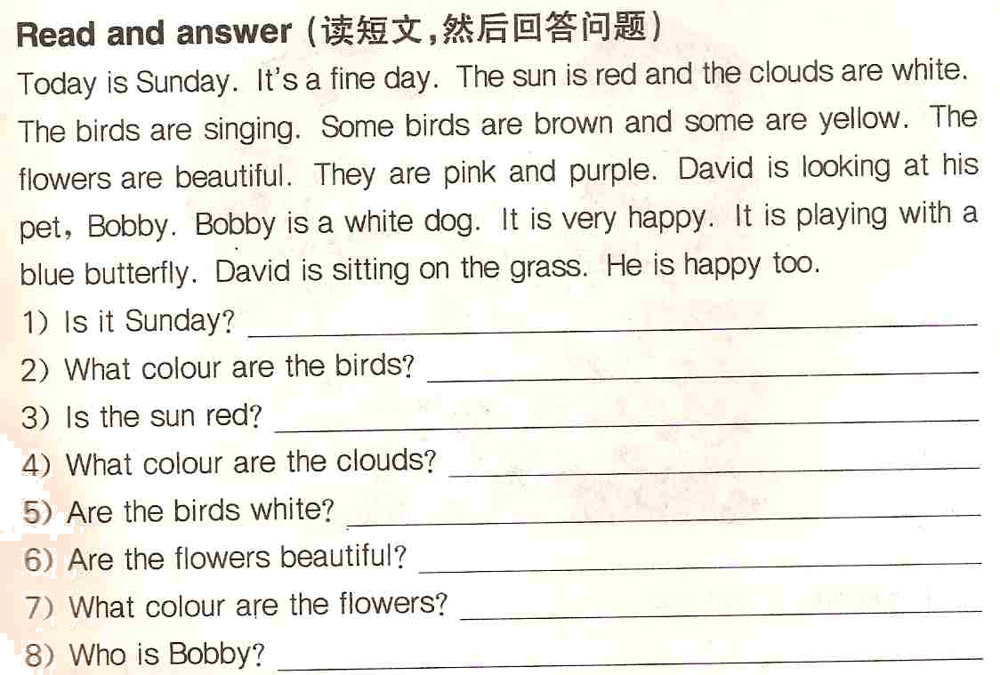 Read and answer (读短文,然后回答问题)
Today is Sunday. It's a fine day. The sun is red and the clouds are white.
The birds are singing. Some birds are brown and some are yellow. The
flowers are beautiful. They are pink and purple. David is looking at his
pet, Bobby. Bobby is a white dog. It is very happy. It is playing with a
blue butterfly. David is sitting on the grass. He is happy too.
1) Is it Sunday?
2) What colour are the birds?
3) Is the sun red?
4) What colour are the clouds?
5) Are the birds white?
6) Are the flowers beautiful?
7) What colour are the flowers?
8) Who is Bobby?